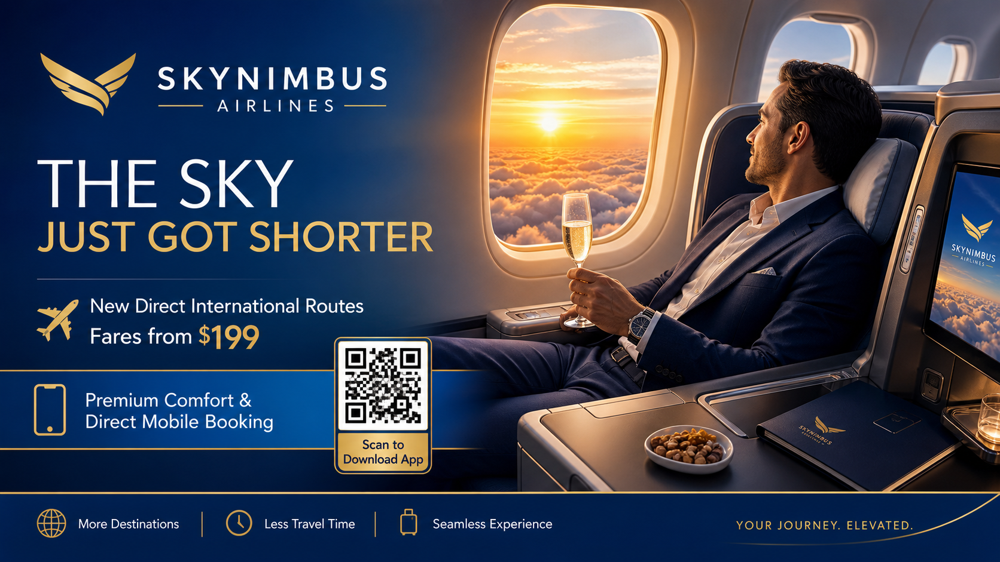 SKYNIMBUS
AIRLINES
THE SKY
JUST GOT SHORTER
New Direct International Routes
Fares from $199
Premium Comfort &
Direct Mobile Booking
Scan to
Download App
SKYNIMBUS
AIRLINES
SKYNIMBUS
More Destinations
Less Travel Time
Seamless Experience
YOUR JOURNEY. ELEVATED.